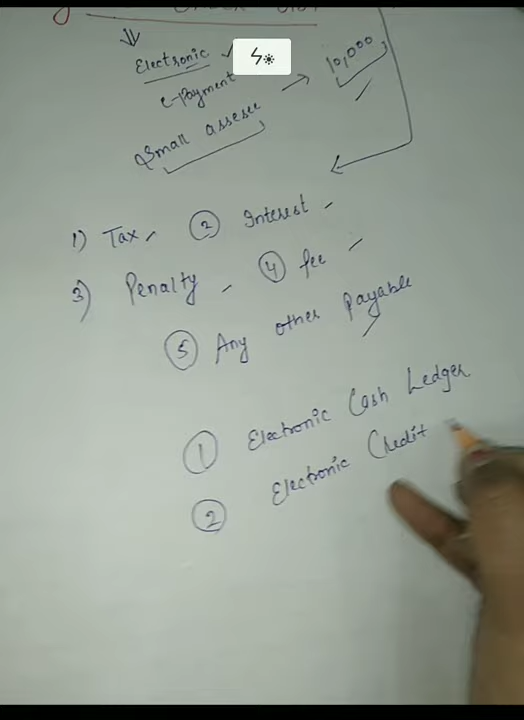 Electronic
e-Payment
Small assesee → 10,000
1) Tax ② Interest
3) Penalty ④ fee
⑤ Any other Payable
① Electronic Cash Ledger
② Electronic Credit